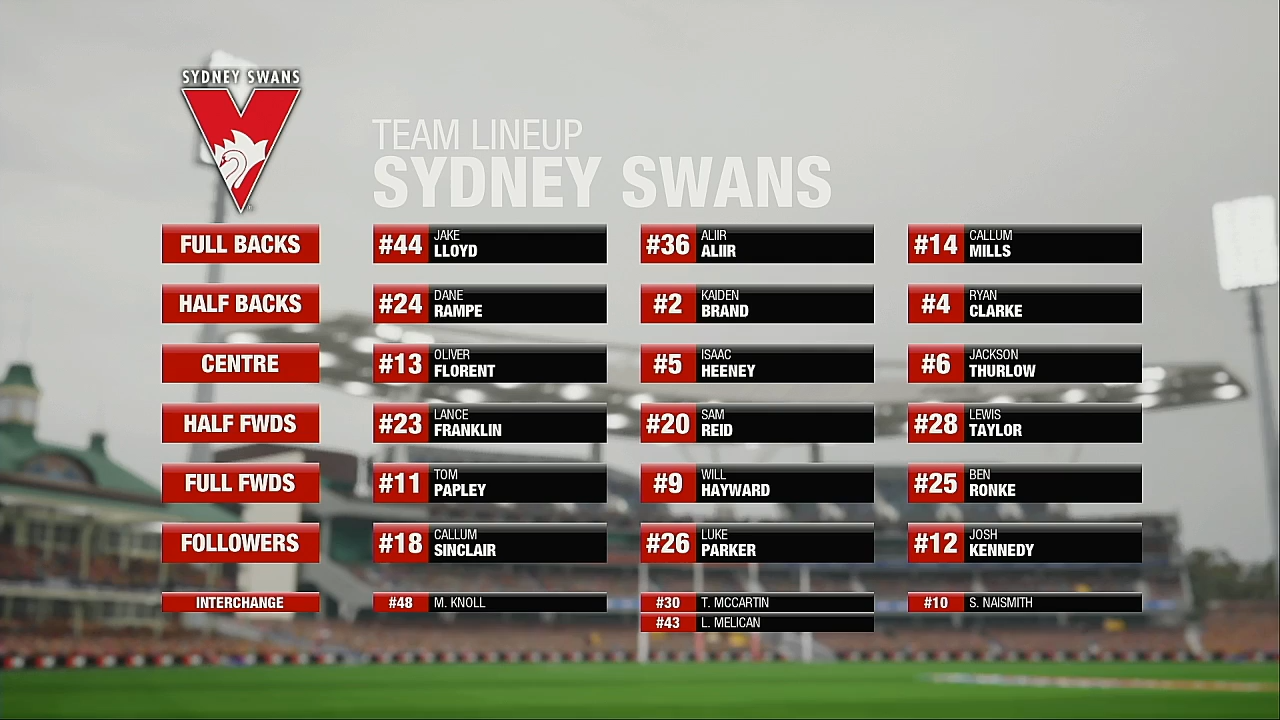 SYDNEY SWANS
TEAM LINEUP
SYDNEY SWANS
FULL BACKS
#44 JAKE LLOYD
#36 ALIIR ALIIR
#14 CALLUM MILLS
HALF BACKS
#24 DANE RAMPE
#2 KAIDEN BRAND
#4 RYAN CLARKE
CENTRE
#13 OLIVER FLORENT
#5 ISAAC HEENEY
#6 JACKSON THURLOW
HALF FWDS
#23 LANCE FRANKLIN
#20 SAM REID
#28 LEWIS TAYLOR
FULL FWDS
#11 TOM PAPLEY
#9 WILL HAYWARD
#25 BEN RONKE
FOLLOWERS
#18 CALLUM SINCLAIR
#26 LUKE PARKER
#12 JOSH KENNEDY
INTERCHANGE
#48 M. KNOLL
#30 T. MCCARTIN
#10 S. NAISMITH
#43 L. MELICAN